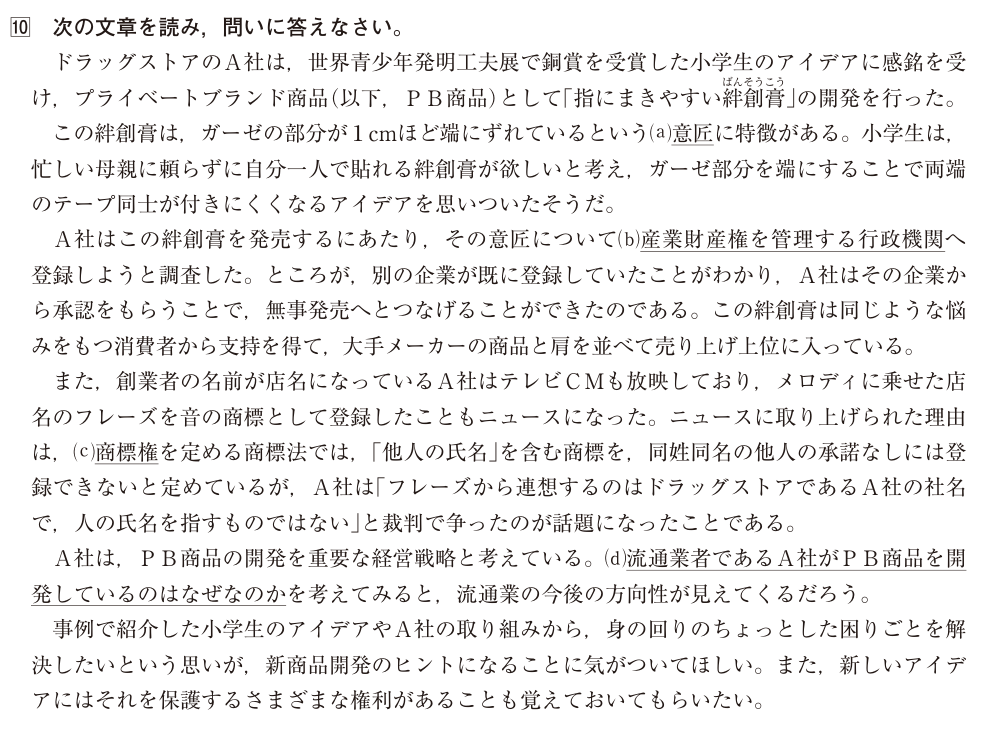 10 次の文章を読み，問いに答えなさい。
ドラッグストアのＡ社は，世界青少年発明工夫展で銅賞を受賞した小学生のアイデアに感銘を受
ばんそうこう
け，プライベートブランド商品(以下，ＰＢ商品)として｢指にまきやすい絆創膏｣の開発を行った。
この絆創膏は，ガーゼの部分が１cmほど端にずれているという(a)意匠に特徴がある。小学生は，
忙しい母親に頼らずに自分一人で貼れる絆創膏が欲しいと考え，ガーゼ部分を端にすることで両端
のテープ同士が付きにくくなるアイデアを思いついたそうだ。
Ａ社はこの絆創膏を発売するにあたり，その意匠について(b)産業財産権を管理する行政機関へ
登録しようと調査した。ところが，別の企業が既に登録していたことがわかり，Ａ社はその企業か
ら承認をもらうことで，無事発売へとつなげることができたのである。この絆創膏は同じような悩
みをもつ消費者から支持を得て，大手メーカーの商品と肩を並べて売り上げ上位に入っている。
また，創業者の名前が店名になっているＡ社はテレビＣＭも放映しており，メロディに乗せた店
名のフレーズを音の商標として登録したこともニュースになった。ニュースに取り上げられた理由
は，(c)商標権を定める商標法では，｢他人の氏名｣を含む商標を，同姓同名の他人の承諾なしには登
録できないと定めているが，Ａ社は｢フレーズから連想するのはドラッグストアであるＡ社の社名
で，人の氏名を指すものではない｣と裁判で争ったのが話題になったことである。
Ａ社は，ＰＢ商品の開発を重要な経営戦略と考えている。(d)流通業者であるＡ社がＰＢ商品を開
発しているのはなぜなのかを考えてみると，流通業の今後の方向性が見えてくるだろう。
事例で紹介した小学生のアイデアやＡ社の取り組みから，身の回りのちょっとした困りごとを解
決したいという思いが，新商品開発のヒントになることに気がついてほしい。また，新しいアイデ
アにはそれを保護するさまざまな権利があることも覚えておいてもらいたい。